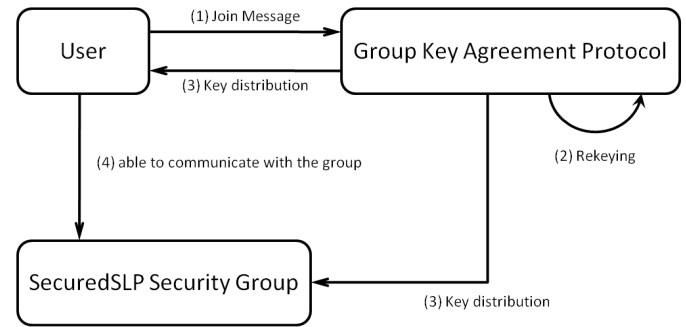 (1) Join Message
User
Group Key Agreement Protocol
(3) Key distribution
(2) Rekeying
(4) able to communicate with the group
SecuredSLP Security Group
(3) Key distribution